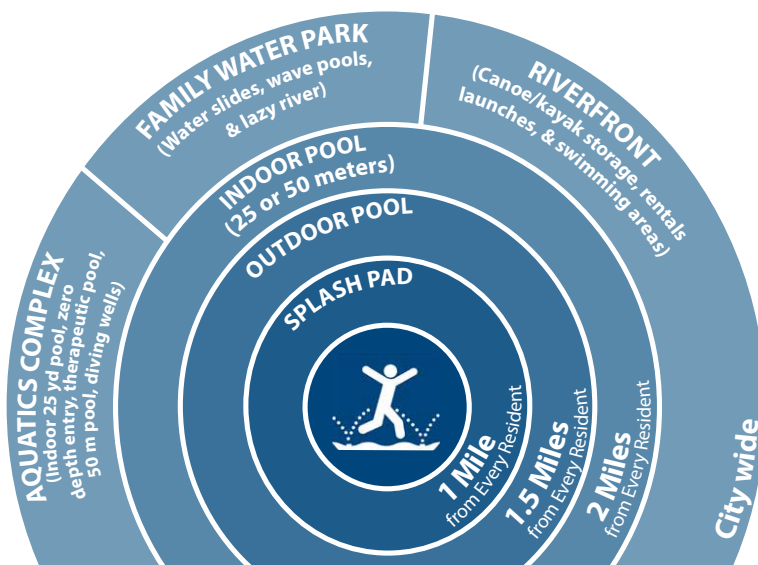 FAMILY WATER PARK
(Water slides, wave pools,
& lazy river)
RIVERFRONT
(Canoe/kayak storage, rentals
launches, & swimming areas)
AQUATICS COMPLEX
(Indoor 25 yd pool, zero
depth entry, therapeutic pool,
50 m pool, diving wells)
INDOOR POOL
(25 or 50 meters)
OUTDOOR POOL
SPLASH PAD
1 Mile
from Every Resident
1.5 Miles
from Every Resident
2 Miles
from Every Resident
City wide